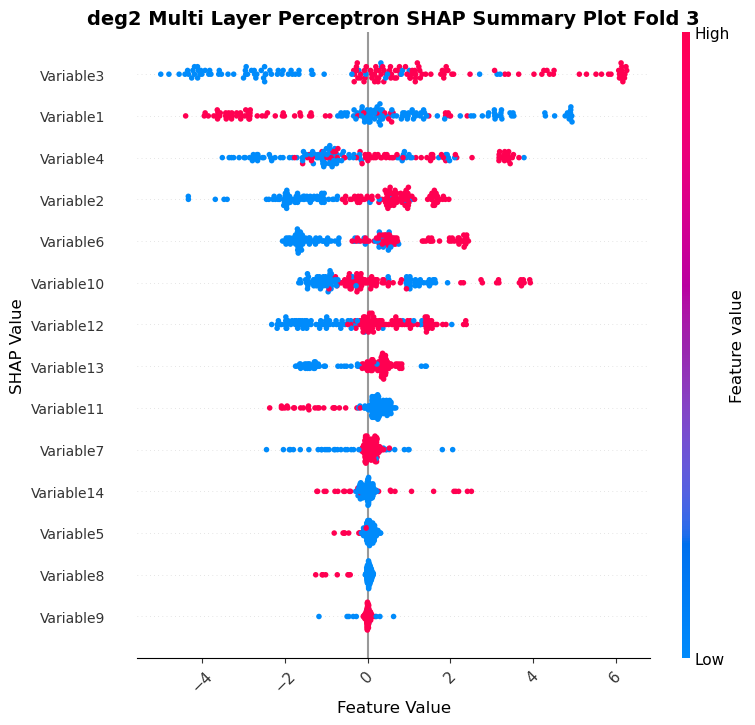 deg2 Multi Layer Perceptron SHAP Summary Plot Fold 3
High
Variable3
Variable1
Variable4
Variable2
Variable6
Variable10
Variable12
Variable13
Variable11
Variable7
Variable14
Variable5
Variable8
Variable9
SHAP Value
Feature value
Low
−4 −2 0 2 4 6
Feature Value